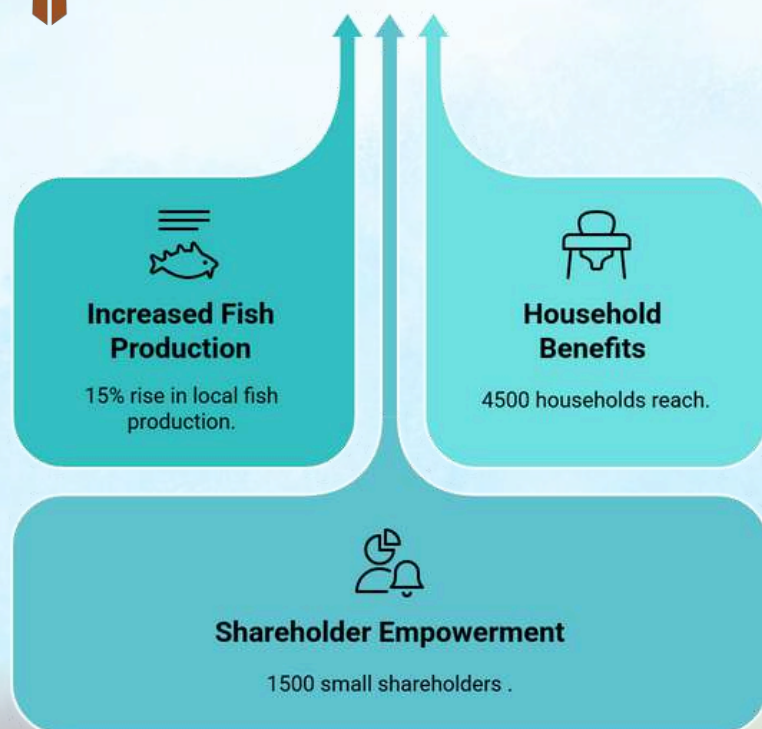 Increased Fish
Production
15% rise in local fish
production.
Household
Benefits
4500 households reach.
Shareholder Empowerment
1500 small shareholders .